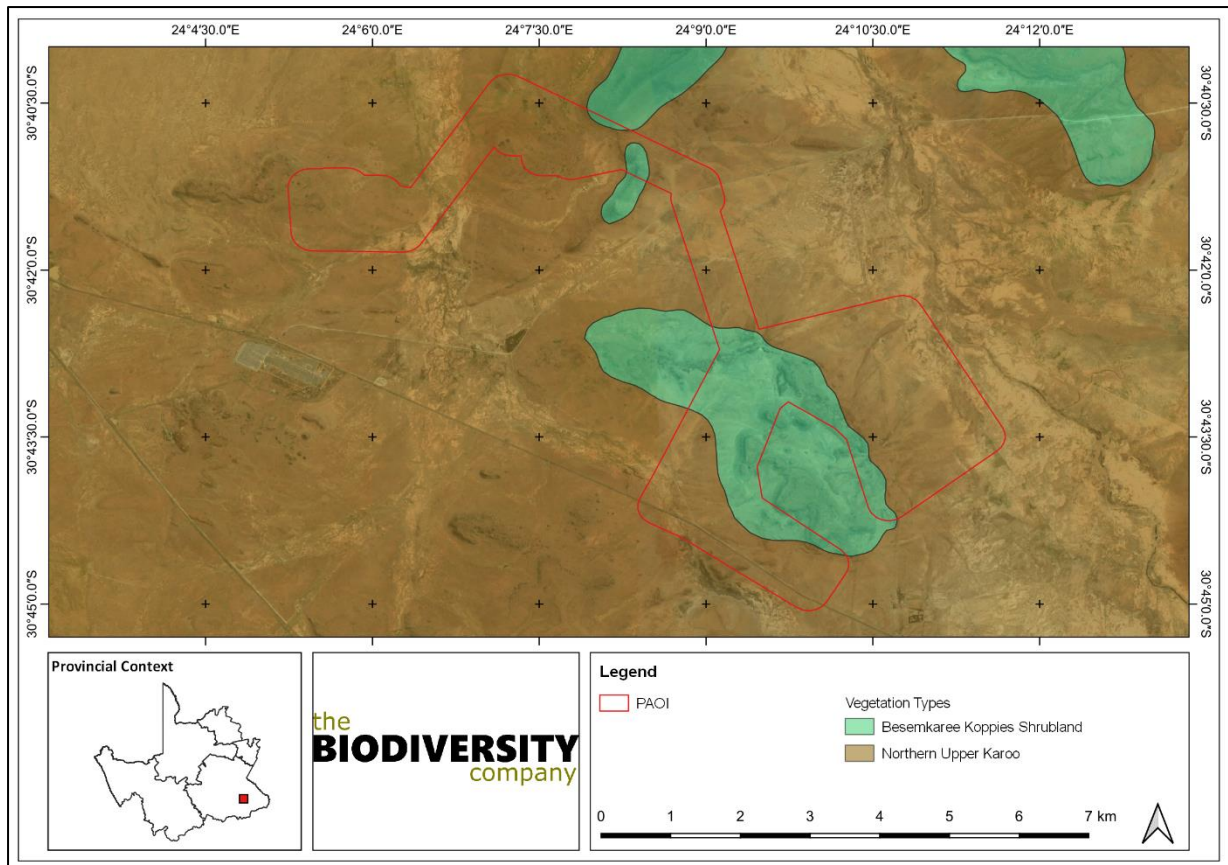 24°4'30.0"E 24°6'0.0"E 24°7'30.0"E 24°9'0.0"E 24°10'30.0"E 24°12'0.0"E
30°40'30.0"S 30°40'30.0"S
30°42'0.0"S 30°42'0.0"S
30°43'30.0"S 30°43'30.0"S
30°45'0.0"S 30°45'0.0"S
Provincial Context
the
BIODIVERSITY
company
Legend
PAOI
Vegetation Types
Besemkaree Koppies Shrubland
Northern Upper Karoo
0 1 2 3 4 5 6 7 km